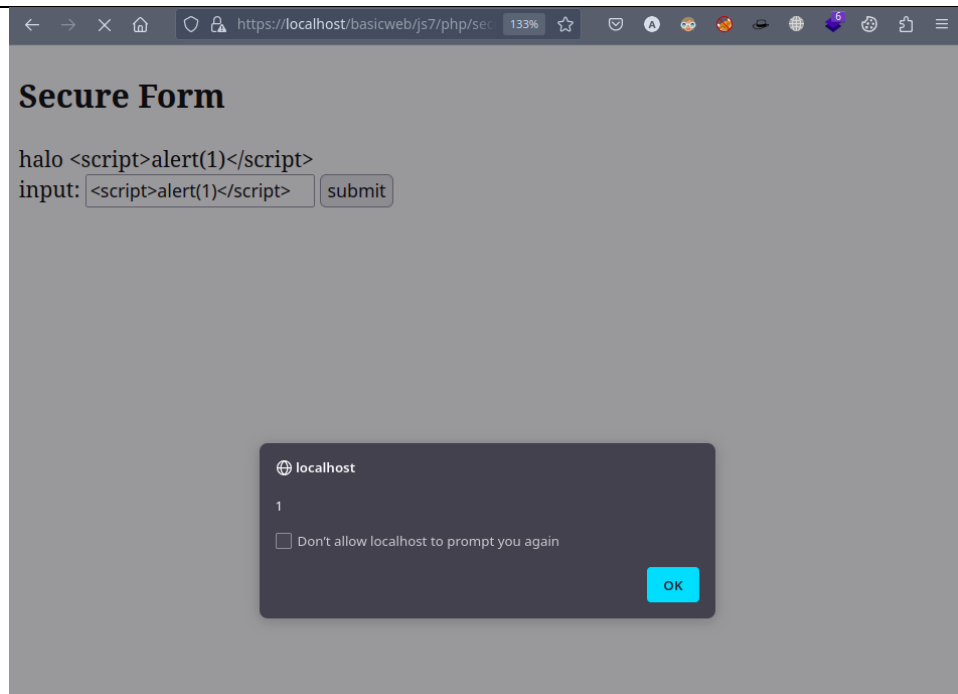 https://localhost/basicweb/js7/php/sec
133%
A
6
Secure Form
halo <script>alert(1)</script>
input: <script>alert(1)</script> submit
localhost
1
Don't allow localhost to prompt you again
OK